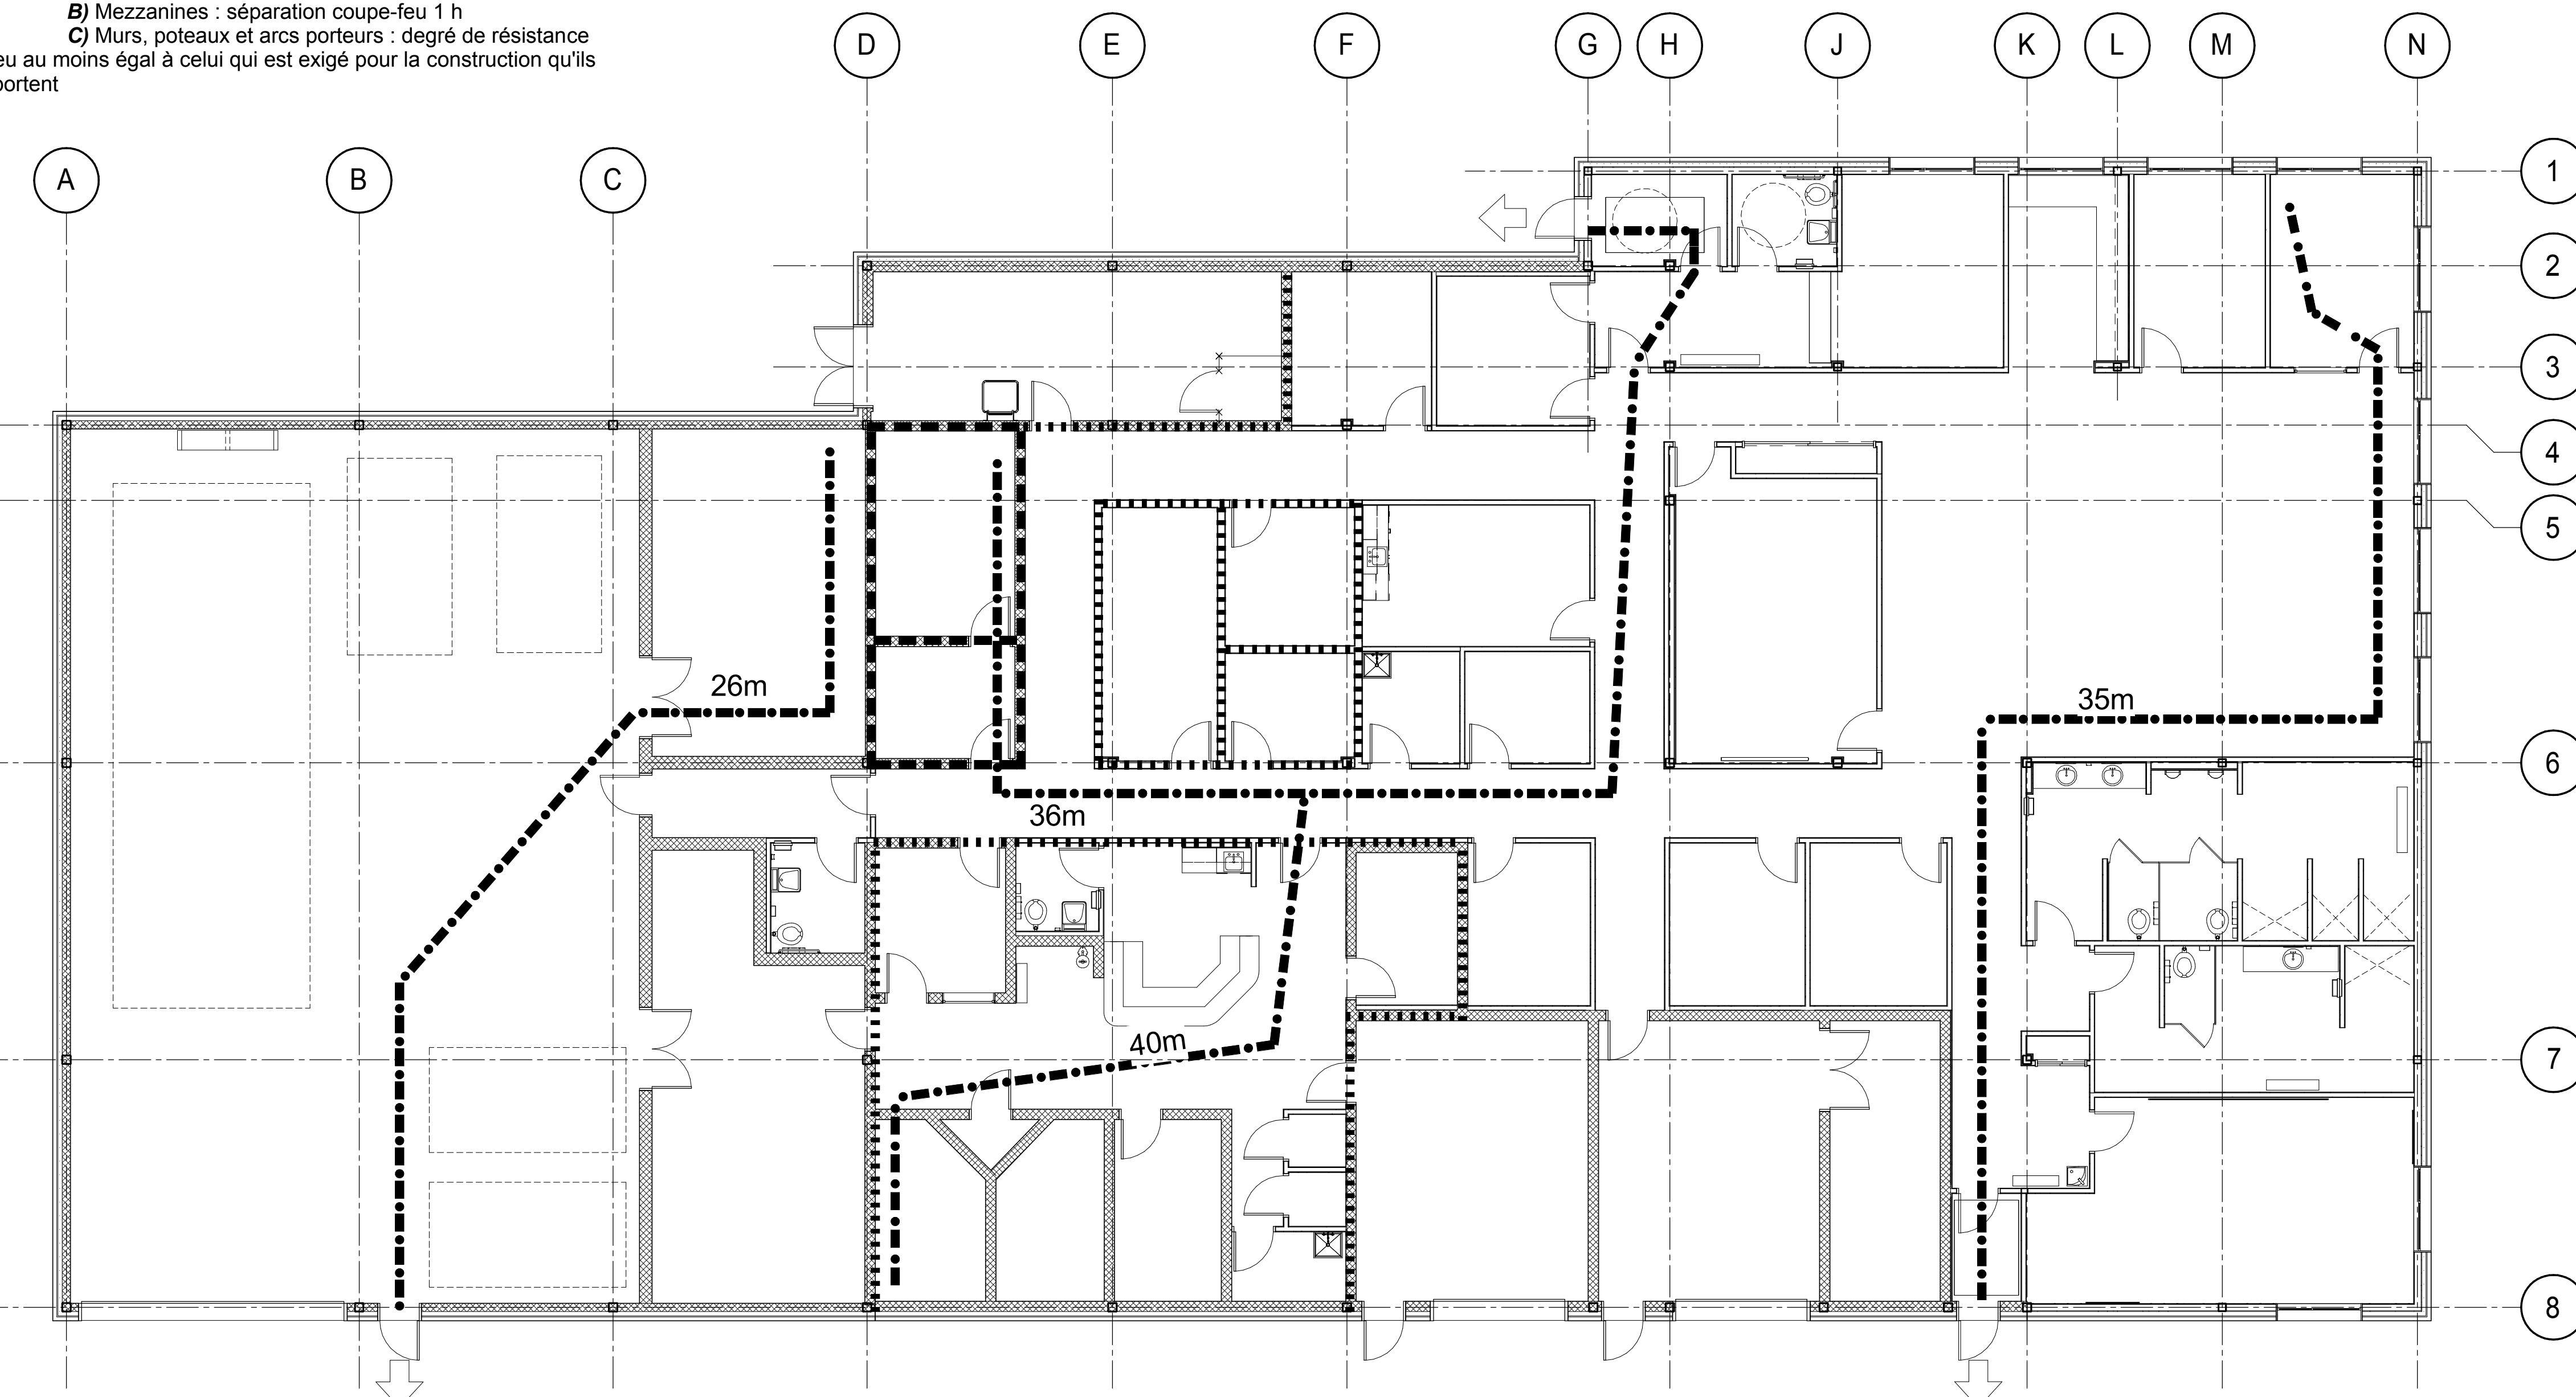 B) Mezzanines : séparation coupe-feu 1 h
C) Murs, poteaux et arcs porteurs : degré de résistance
eu au moins égal à celui qui est exigé pour la construction qu'ils
portent
D E F G H J K L M N
A B C
1
2
3
4
5
26m
35m
6
36m
40m
7
8